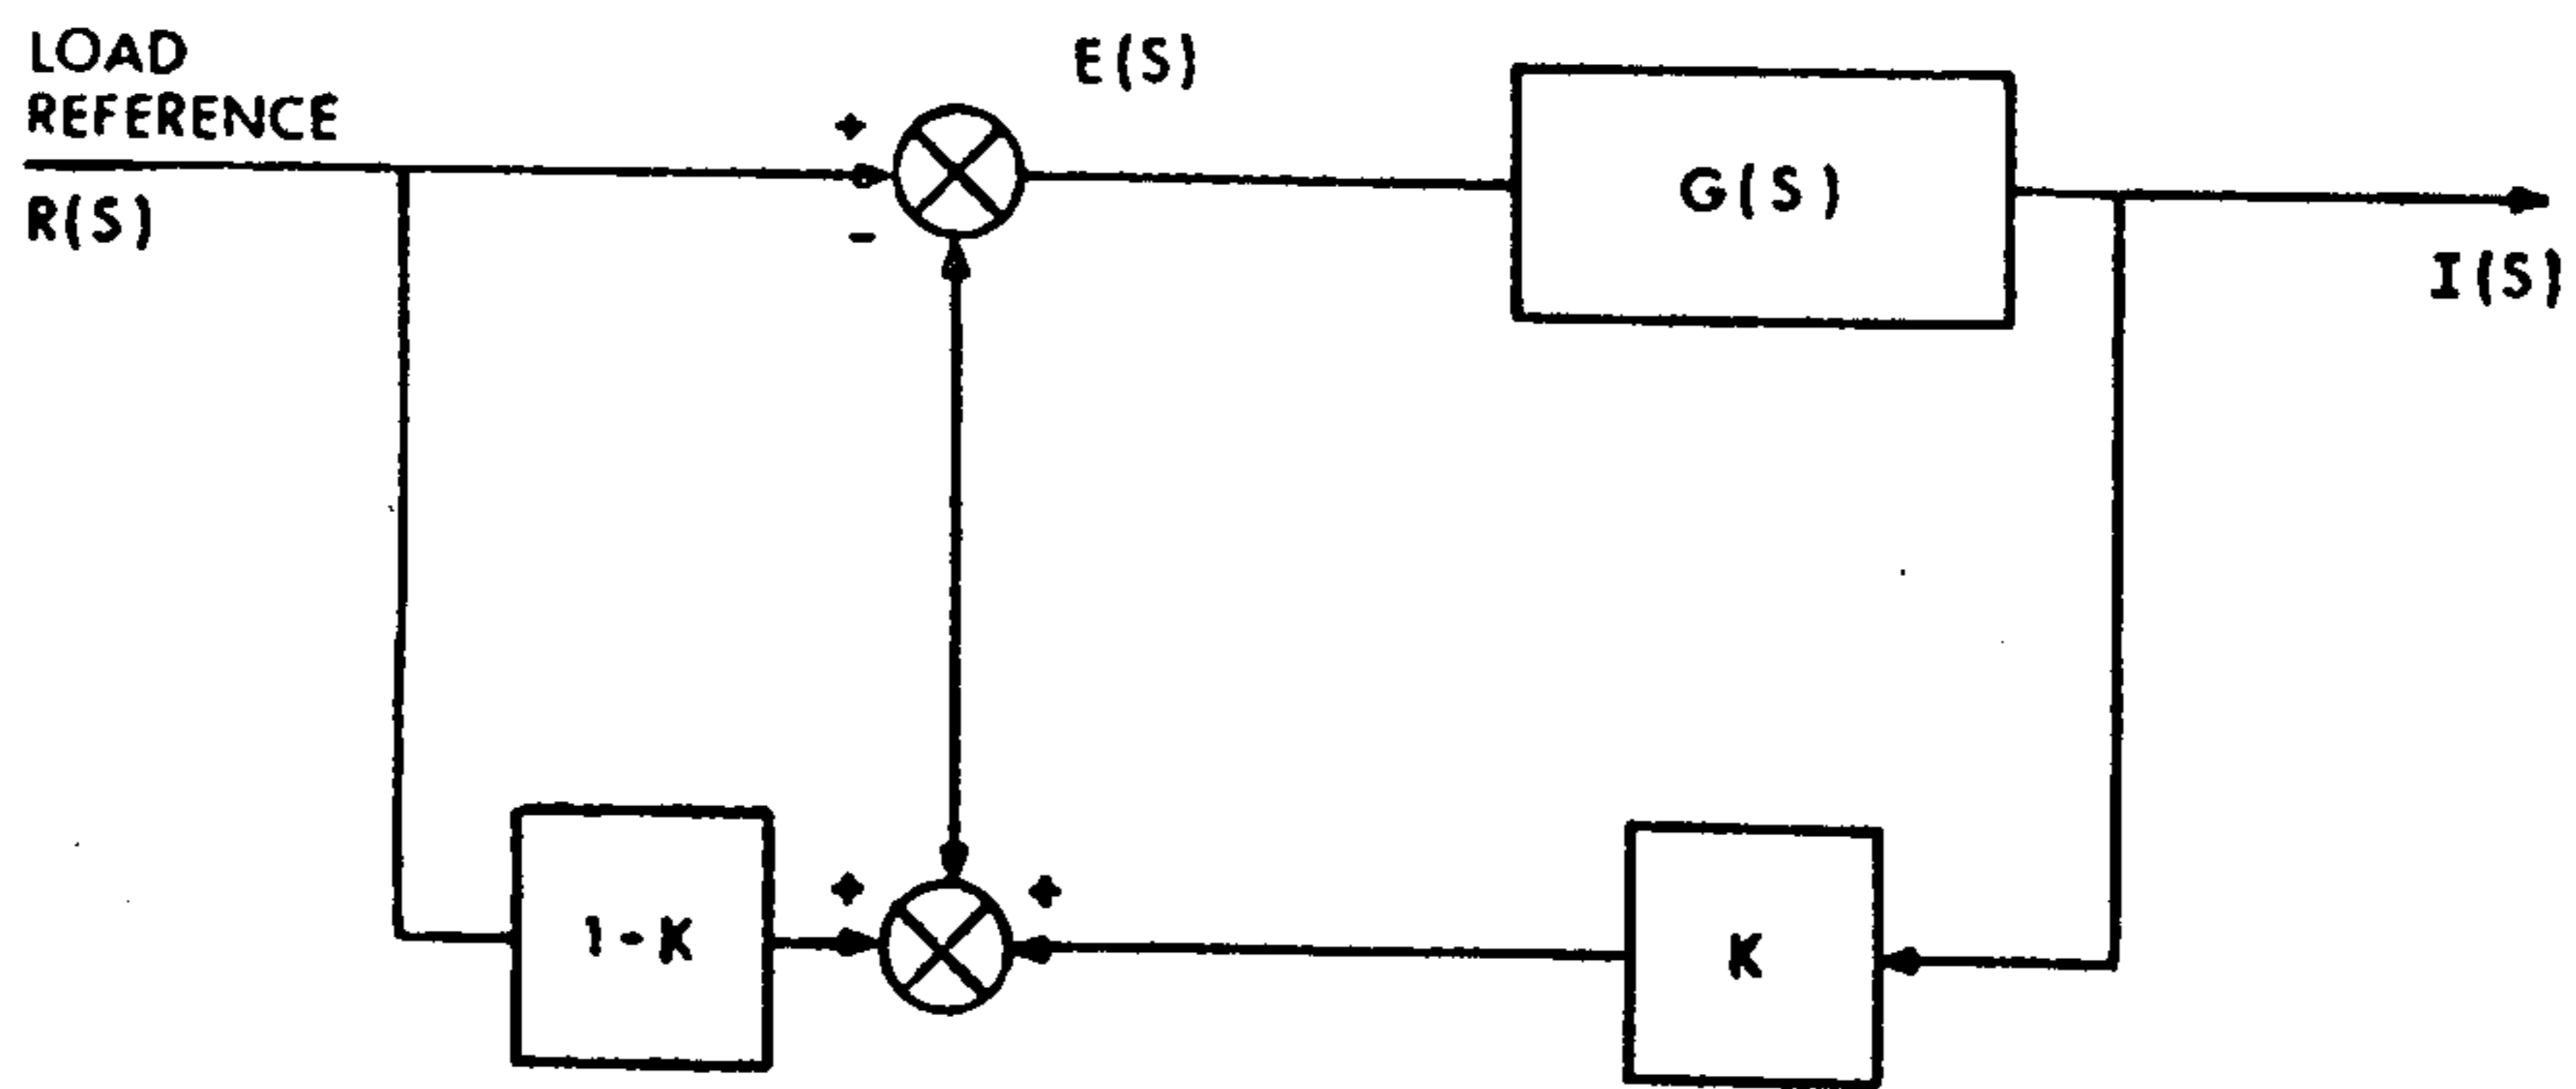 LOAD
REFERENCE
R(S)
+
-
E(S)
G(S)
I(S)
1-K
+
+
K